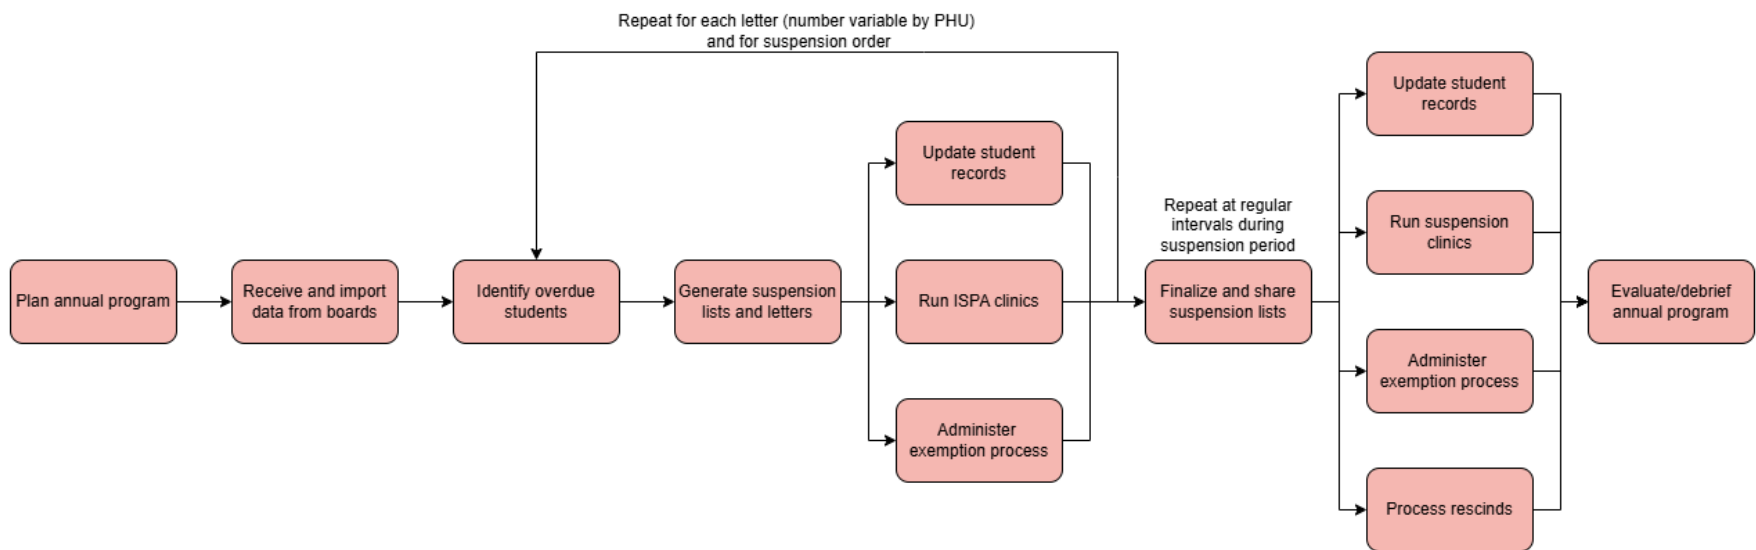 Repeat for each letter (number variable by PHU)
and for suspension order
Plan annual program
Receive and import
data from boards
Identify overdue
students
Generate suspension
lists and letters
Update student
records
Run ISPA clinics
Administer
exemption process
Repeat at regular
intervals during
suspension period
Finalize and share
suspension lists
Update student
records
Run suspension
clinics
Administer
exemption process
Process rescinds
Evaluate/debrief
annual program